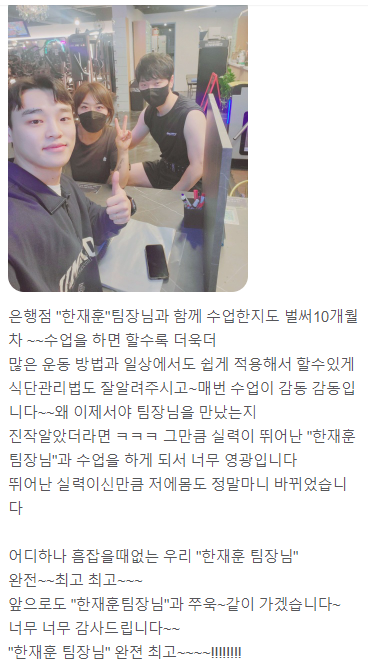 은행점 "한재훈"팀장님과 함께 수업한지도 벌써10개월
차 ~~수업을 하면 할수록 더욱더
많은 운동 방법과 일상에서도 쉽게 적용해서 할수있게
식단관리법도 잘알려주시고~매번 수업이 감동 감동입
니다~~왜 이제서야 팀장님을 만났는지
진작알았더라면 ㅋㅋㅋ 그만큼 실력이 뛰어난 "한재훈
팀장님"과 수업을 하게 되서 너무 영광입니다
뛰어난 실력이신만큼 저에몸도 정말마니 바뀌었습니
다
어디하나 흠잡을때없는 우리 "한재훈 팀장님"
완전~~최고 최고~~~
앞으로도 "한재훈팀장님"과 쭈욱~같이 가겠습니다~
너무 너무 감사드립니다~~
"한재훈 팀장님" 완젼 최고~~~~!!!!!!!!